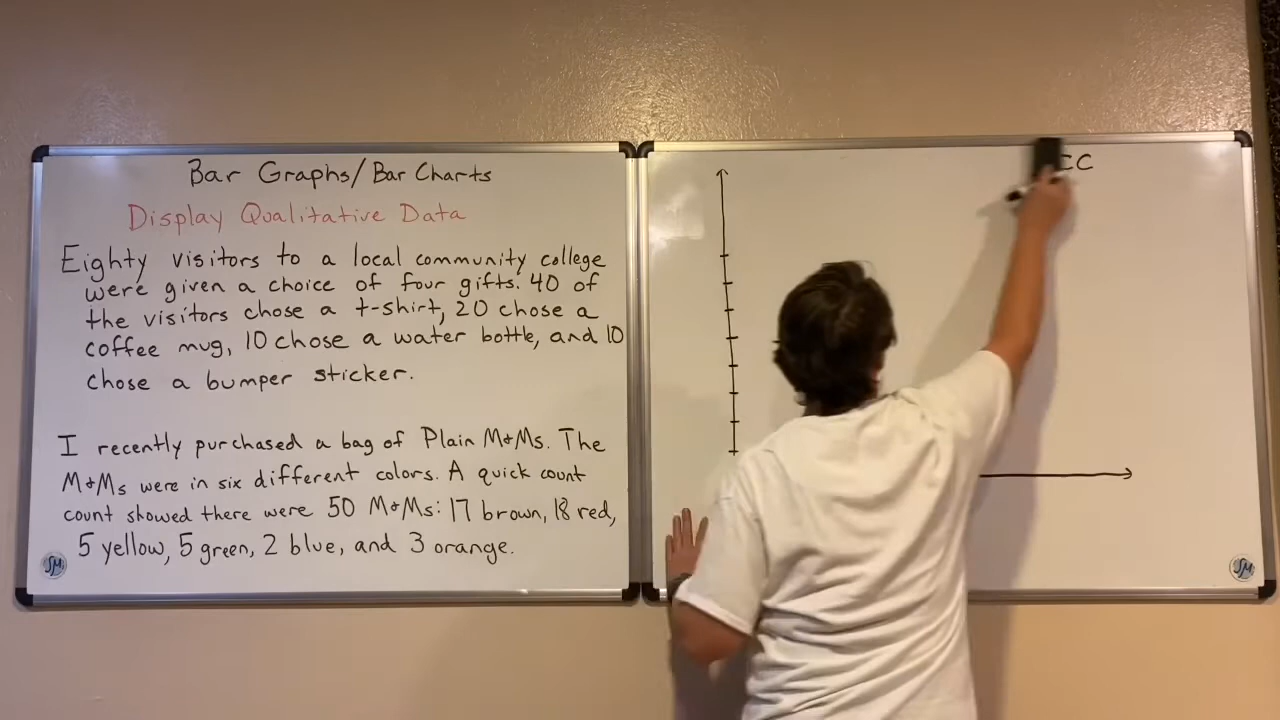 Bar Graphs/Bar Charts
Display Qualitative Data
Eighty visitors to a local community college
were given a choice of four gifts. 40 of
the visitors chose a t-shirt, 20 chose a
coffee mug, 10 chose a water bottle, and 10
chose a bumper sticker.
I recently purchased a bag of Plain M&Ms. The
M&Ms were in six different colors. A quick count
count showed there were 50 M&Ms: 17 brown, 18 red,
5 yellow, 5 green, 2 blue, and 3 orange.
SM
CC
SM